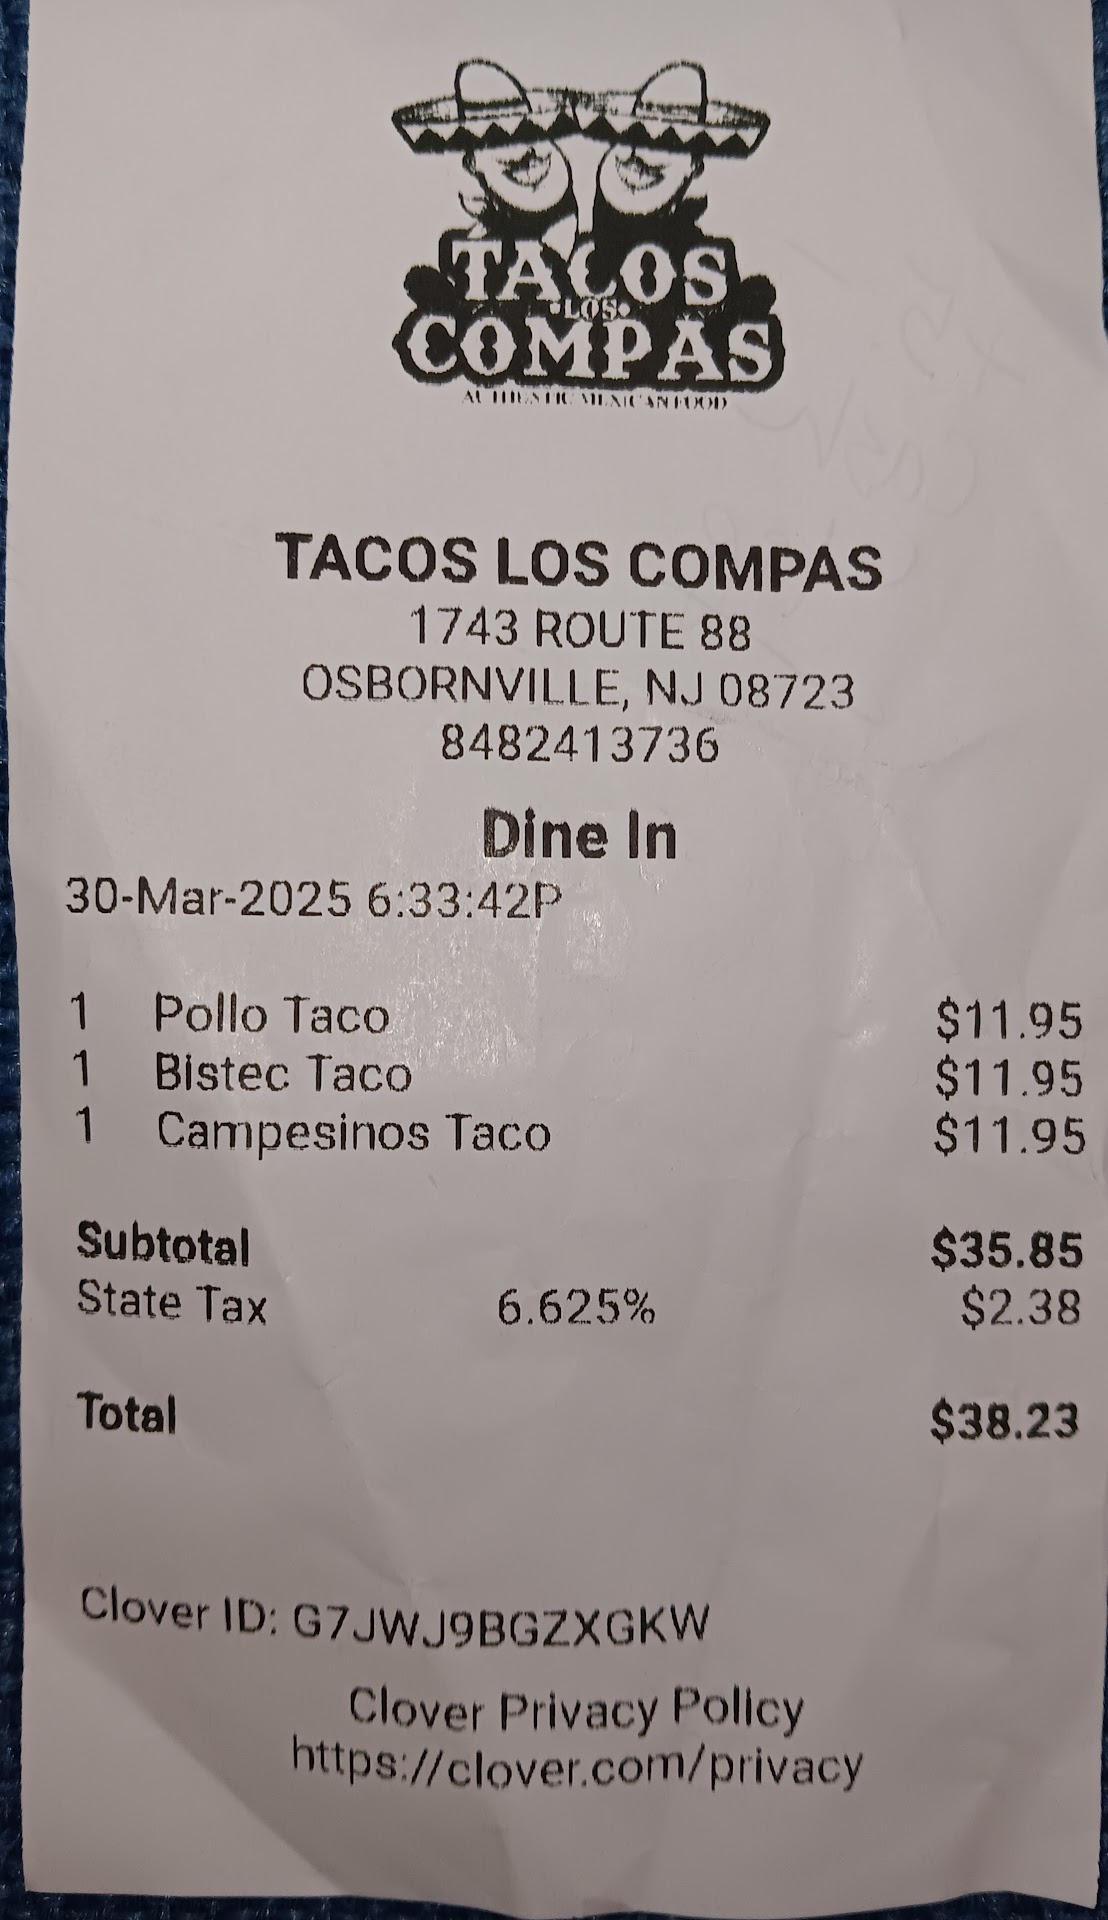 TACOS
LOS
COMPAS
AUTHENTIC MEXICAN FOOD
TACOS LOS COMPAS
1743 ROUTE 88
OSBORNVILLE, NJ 08723
8482413736
Dine In
30-Mar-2025 6:33:42P
1 Pollo Taco $11.95
1 Bistec Taco $11.95
1 Campesinos Taco $11.95
Subtotal $35.85
State Tax 6.625% $2.38
Total $38.23
Clover ID: G7JWJ9BGZXGKW
Clover Privacy Policy
https://clover.com/privacy